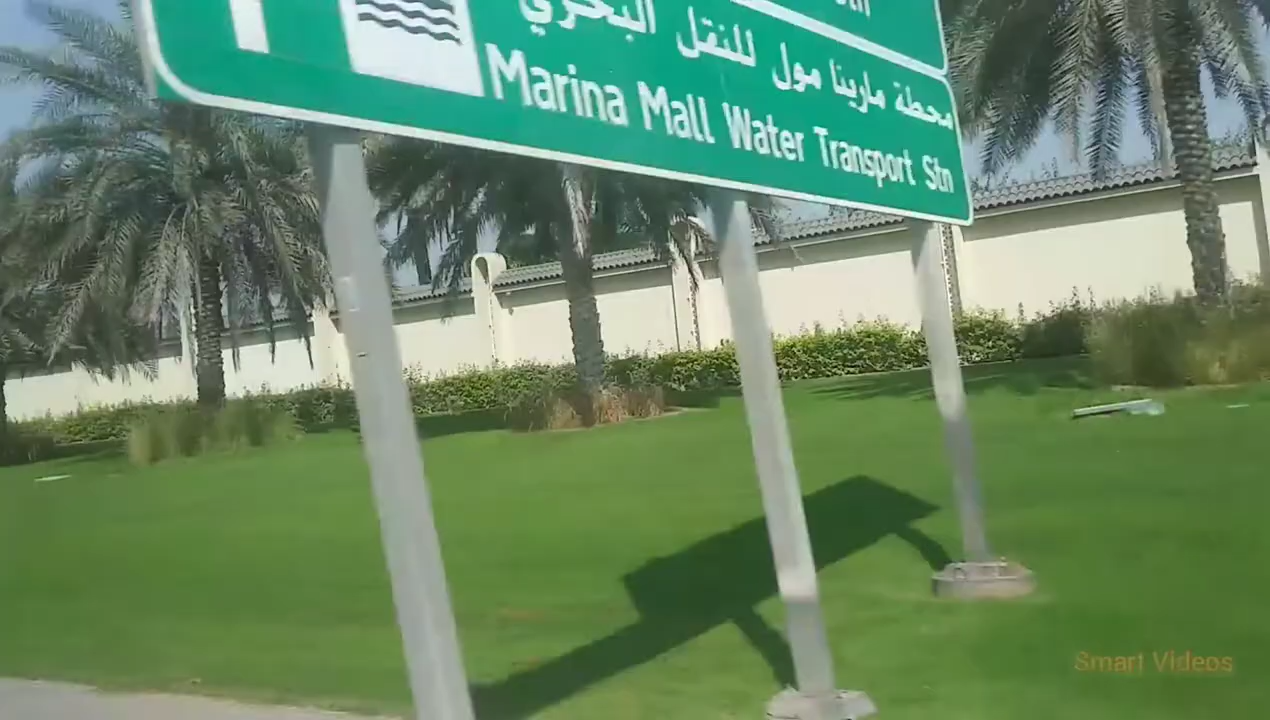 محطة مارينا مول للنقل البحري
Marina Mall Water Transport Stn
Smart Videos